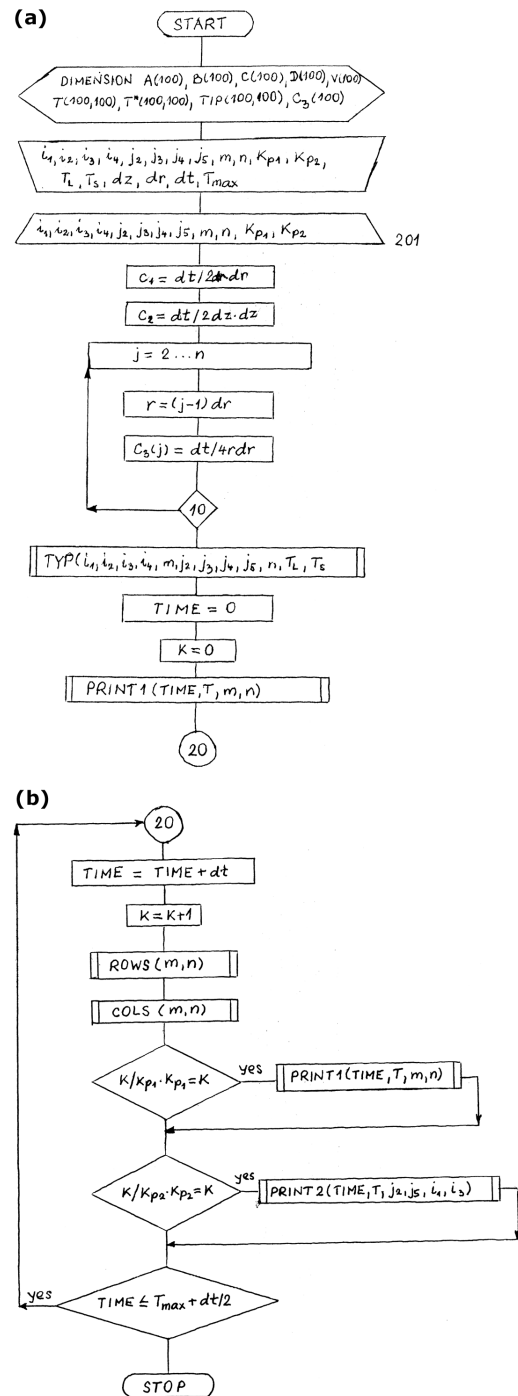 (a)
START
DIMENSION A(100), B(100), C(100), D(100), V(100)
T(100,100), T*(100,100), TIP(100,100), C₃(100)
i₁, i₂, i₃, i₄, j₂, j₃, j₄, j₅, m, n, Kp₁, Kp₂,
T_L, T_S, dz, dr, dt, Tmax
i₁, i₂, i₃, i₄, j₂, j₃, j₄, j₅, m, n, Kp₁, Kp₂
201
C₁ = dt/2dr dr
C₂ = dt/2dz·dz
j = 2 ... n
r = (j-1) dr
C₃(j) = dt/4rdr
10
TYP(i₁, i₂, i₃, i₄, m, j₂, j₃, j₄, j₅, n, T_L, T_S
TIME = 0
K = 0
PRINT1 (TIME, T, m, n)
20
(b)
20
TIME = TIME + dt
K = K+1
ROWS (m, n)
COLS (m, n)
K/Kp₁·Kp₁=K
yes
PRINT1(TIME, T, m, n)
K/Kp₂·Kp₂=K
yes
PRINT2(TIME, T, j₂, j₅, i₁, i₃)
yes
TIME ≤ Tmax + dt/2
STOP